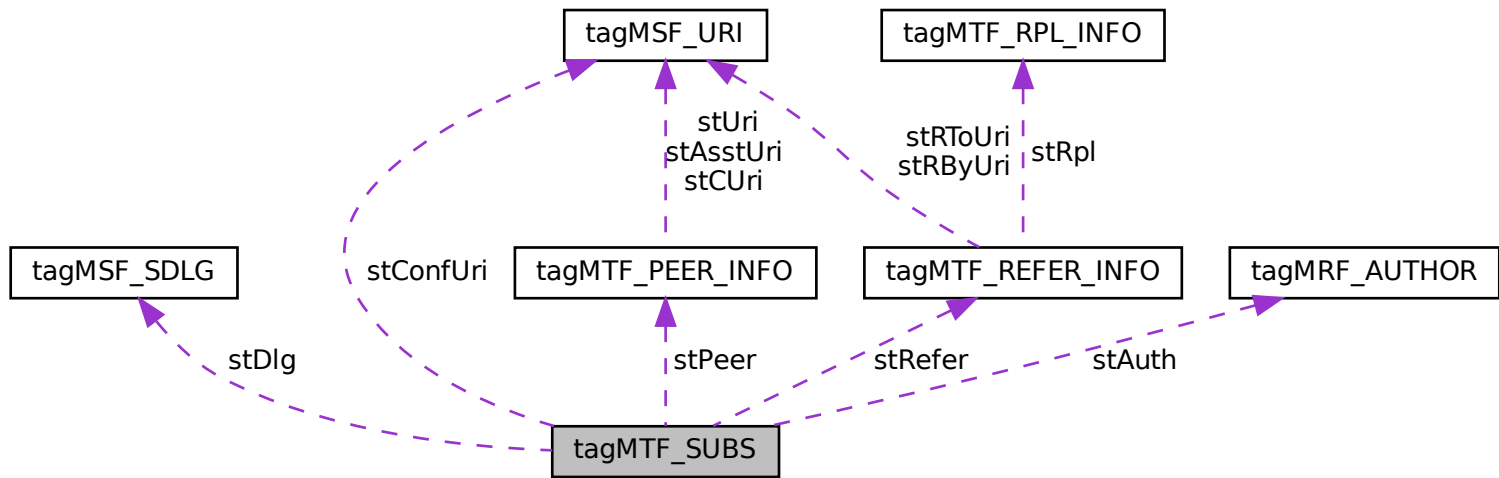 tagMSF_URI
tagMTF_RPL_INFO
stUri
stAsstUri
stCUri
stRToUri
stRByUri
stRpl
tagMSF_SDLG
stConfUri
tagMTF_PEER_INFO
tagMTF_REFER_INFO
tagMRF_AUTHOR
stDlg
stPeer
stRefer
stAuth
tagMTF_SUBS